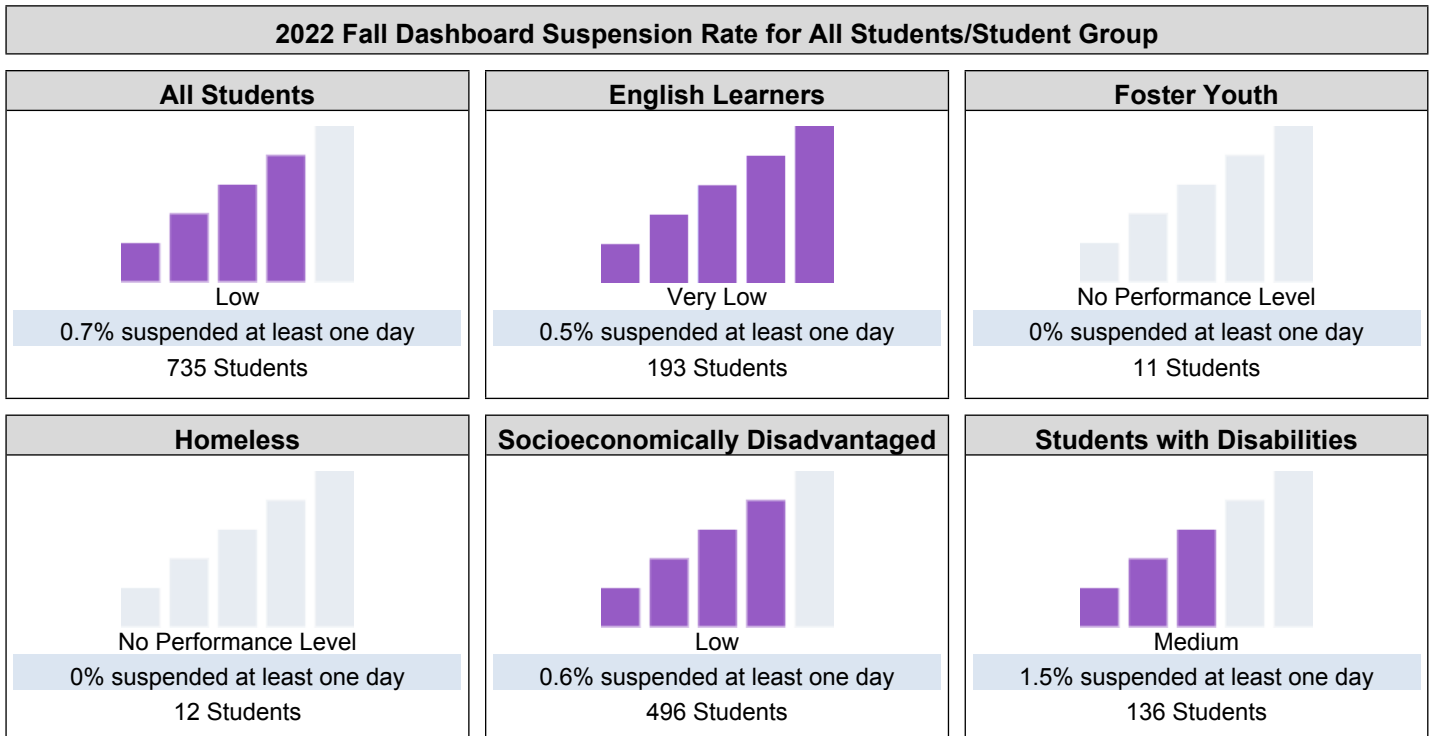 2022 Fall Dashboard Suspension Rate for All Students/Student Group
All Students
Low
0.7% suspended at least one day
735 Students
English Learners
Very Low
0.5% suspended at least one day
193 Students
Foster Youth
No Performance Level
0% suspended at least one day
11 Students
Homeless
No Performance Level
0% suspended at least one day
12 Students
Socioeconomically Disadvantaged
Low
0.6% suspended at least one day
496 Students
Students with Disabilities
Medium
1.5% suspended at least one day
136 Students